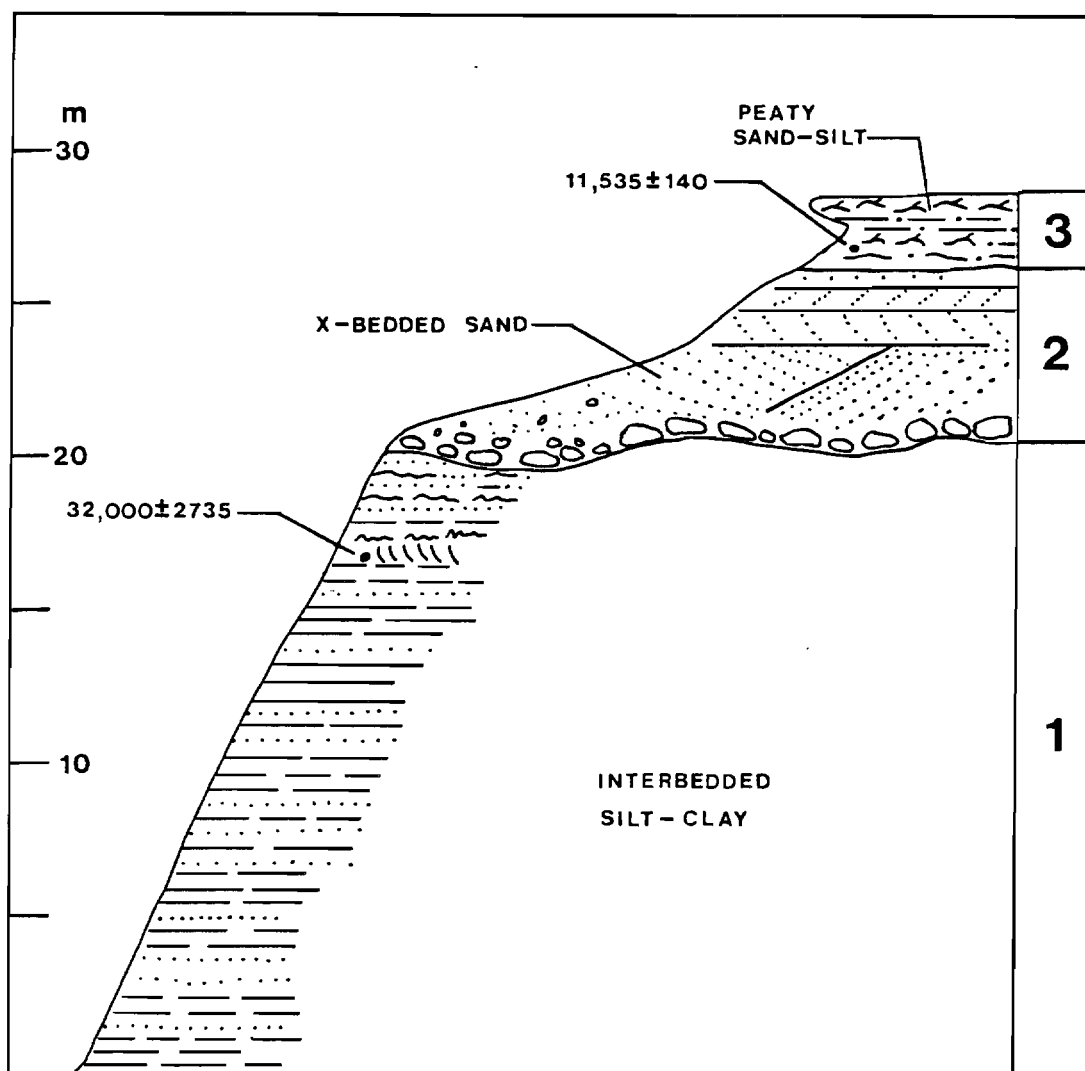 m
30
PEATY
SAND-SILT
11,535±140
3
X-BEDDED SAND
2
20
32,000±2735
1
10
INTERBEDDED
SILT-CLAY